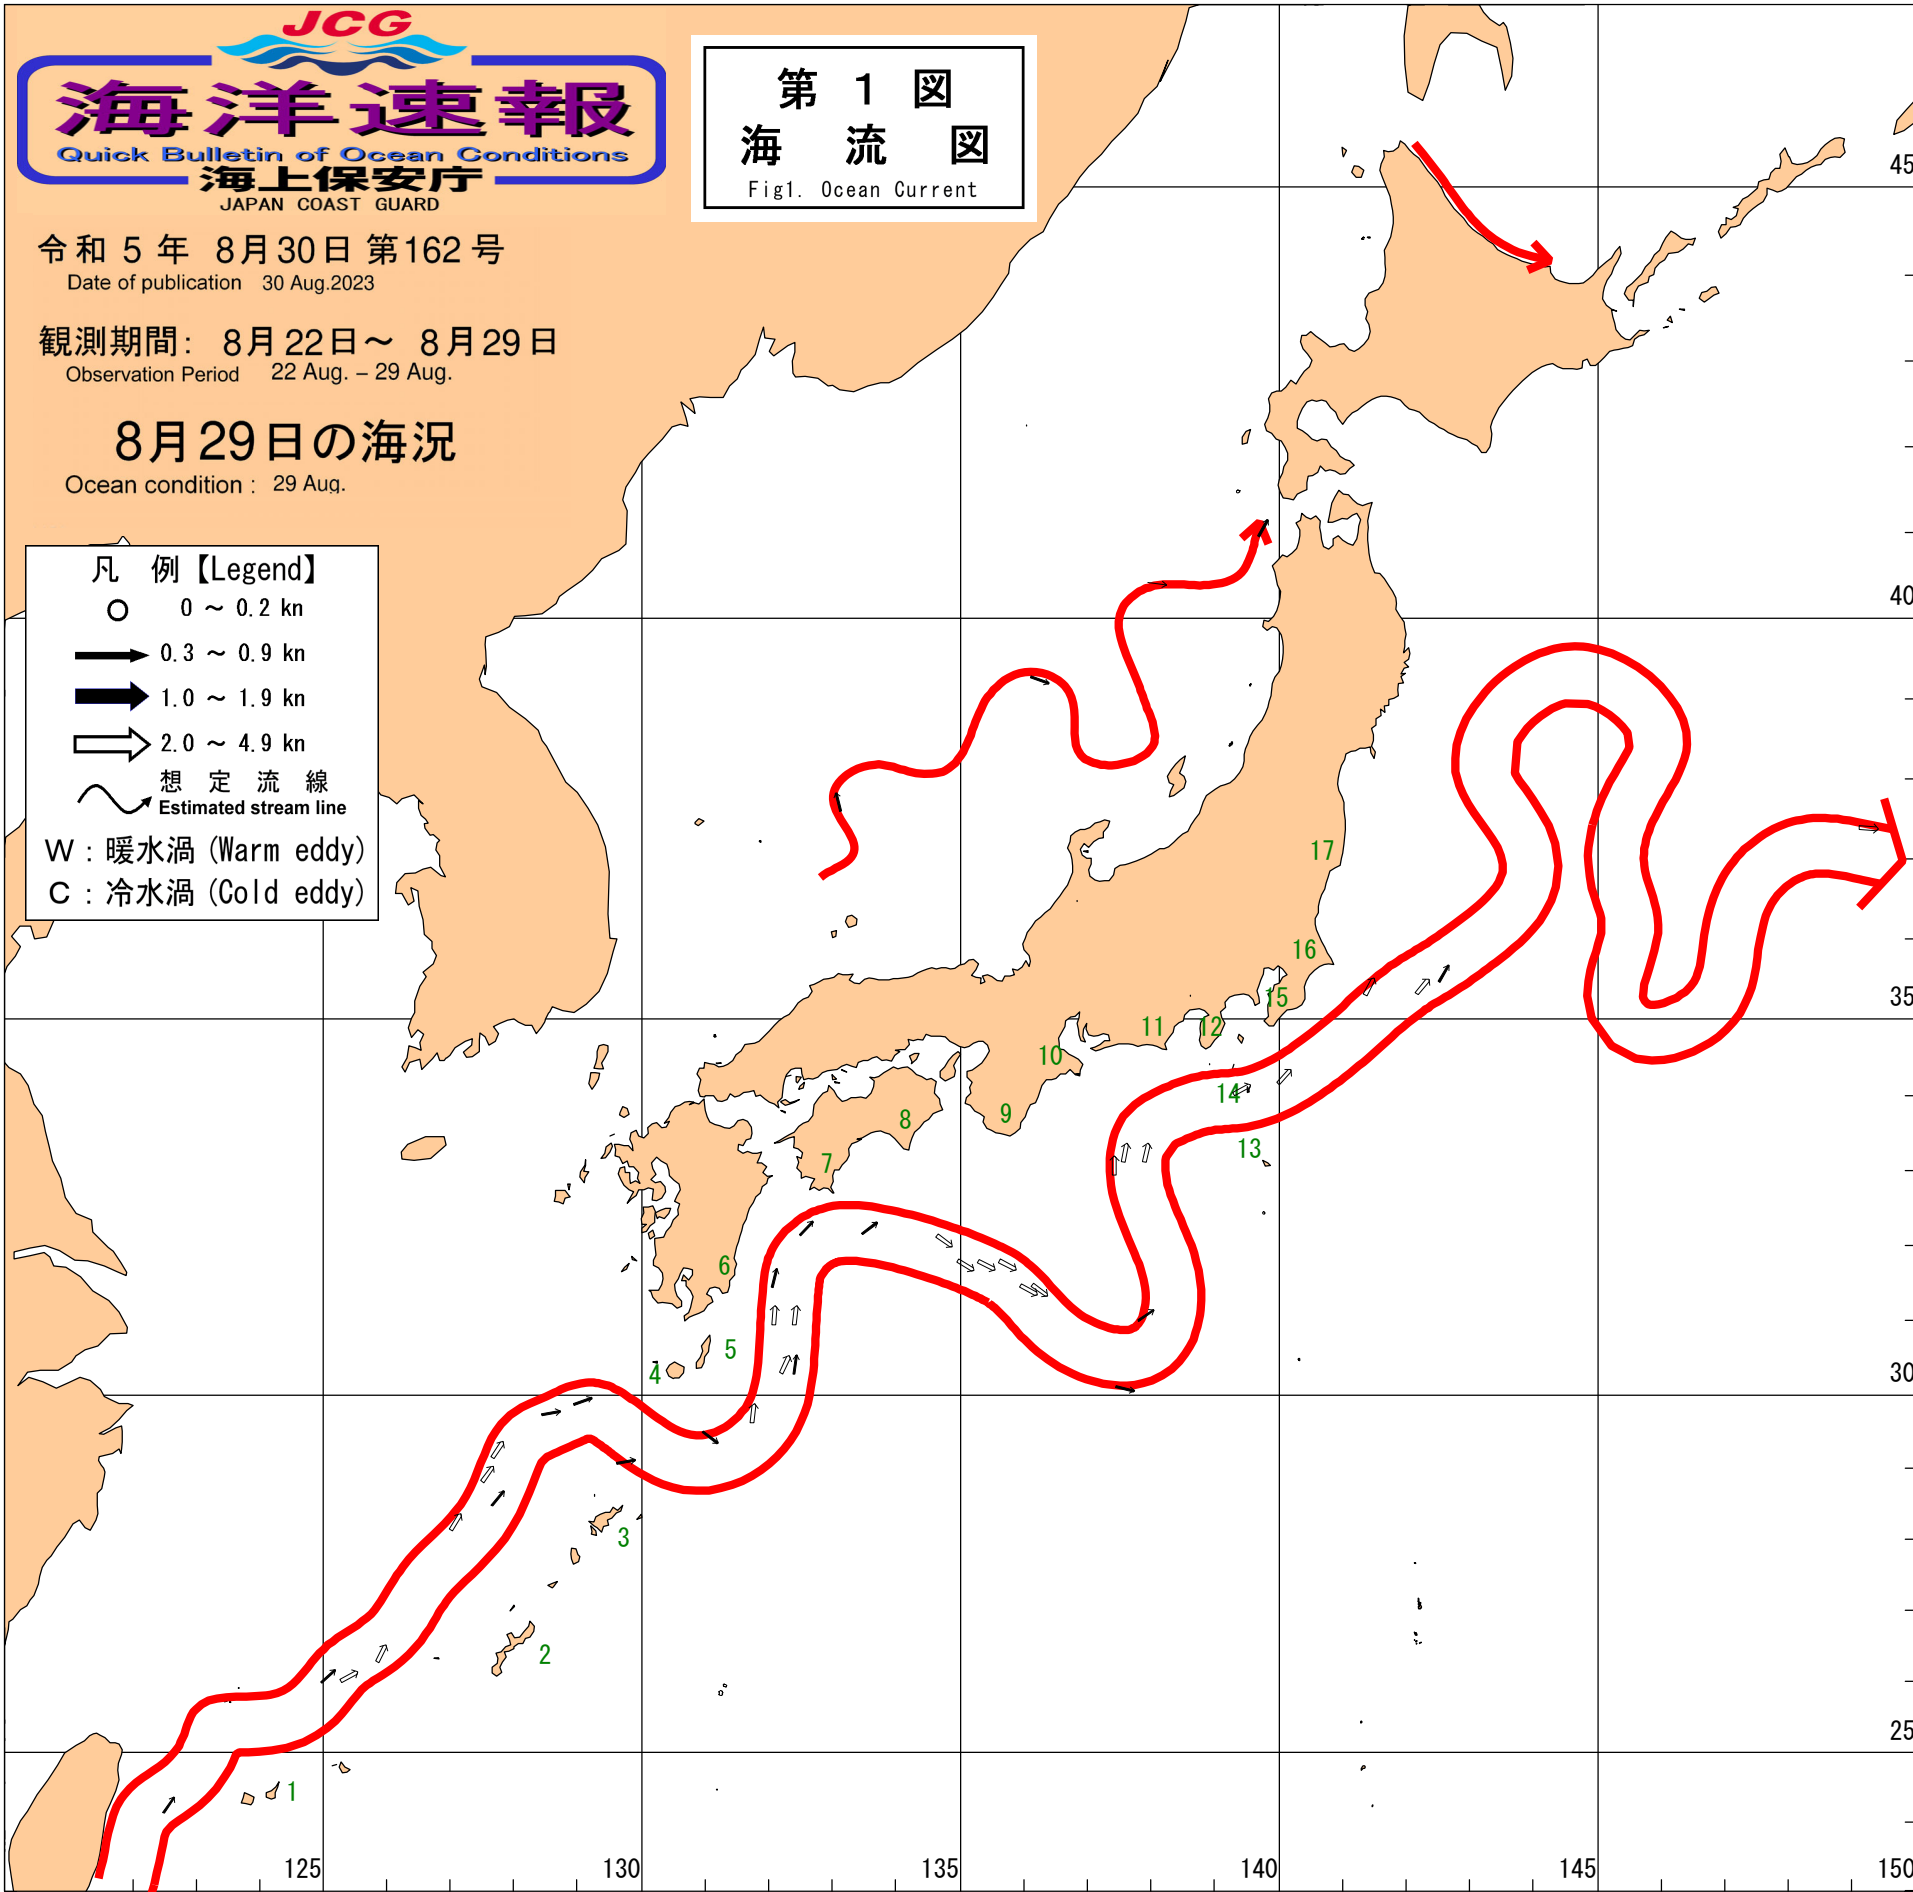 JCG
海洋速報
Quick Bulletin of Ocean Conditions
海上保安庁
JAPAN COAST GUARD
第 1 図
海 流 図
Fig1. Ocean Current
令和 5 年 8月30日 第162号
Date of publication 30 Aug.2023
観測期間: 8月22日～ 8月29日
Observation Period 22 Aug. – 29 Aug.
8月29日の海況
Ocean condition : 29 Aug.
凡 例【Legend】
0 ～ 0.2 kn
0.3 ～ 0.9 kn
1.0 ～ 1.9 kn
2.0 ～ 4.9 kn
想 定 流 線
Estimated stream line
W : 暖水渦 (Warm eddy)
C : 冷水渦 (Cold eddy)
45
40
17
16
15
35
11
12
10
14
9
8
13
7
6
5
4
30
3
2
25
1
125
130
135
140
145
150